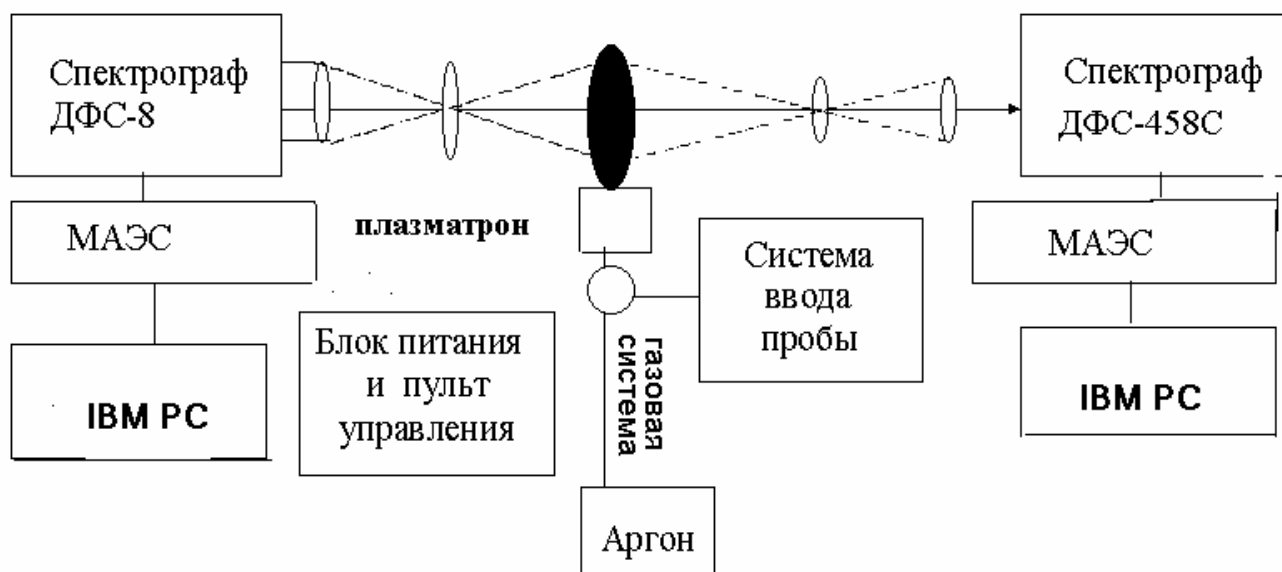 Спектрограф
ДФС-8
Спектрограф
ДФС-458С
МАЭС
плазматрон
МАЭС
Система
ввода
пробы
Блок питания
и пульт
управления
газовая
система
IBM PC
IBM PC
Аргон